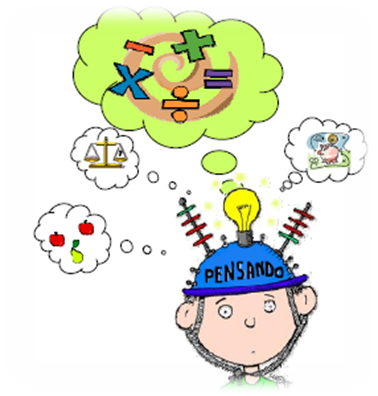 - +
x =
÷
PENSANDO